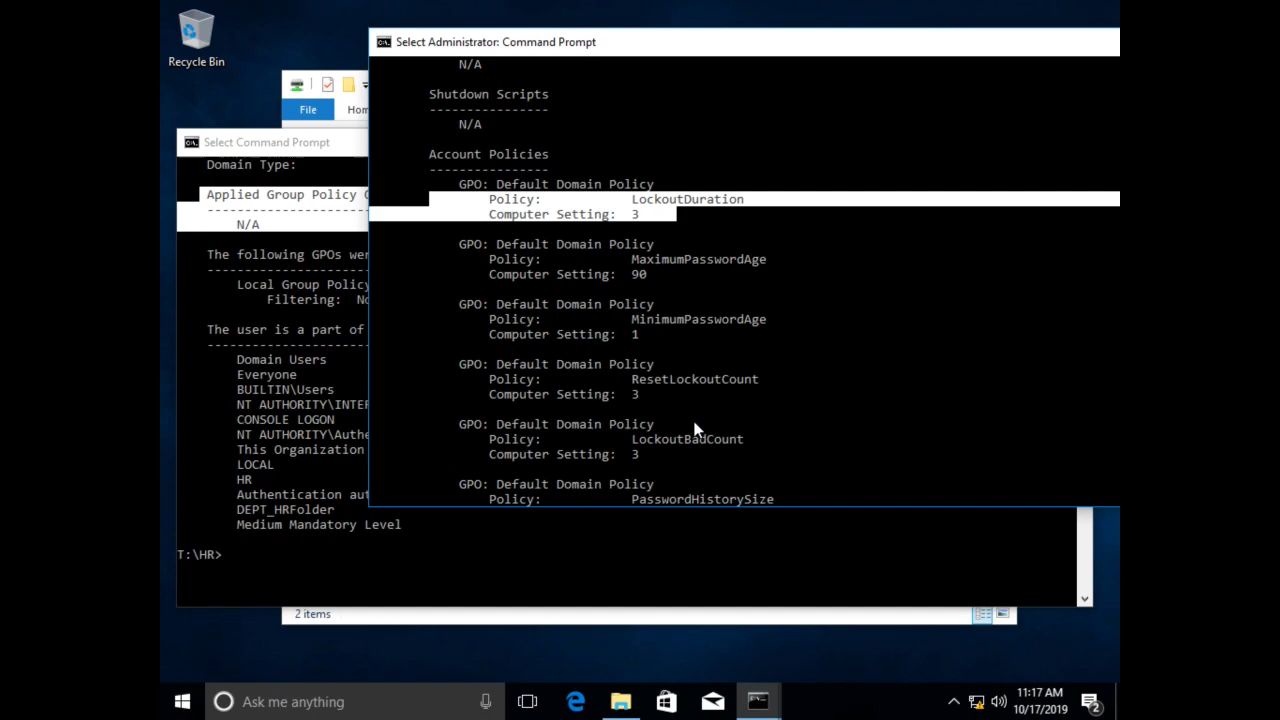 Recycle Bin
Select Administrator: Command Prompt
N/A
Shutdown Scripts
----------------
N/A
Account Policies
----------------
GPO: Default Domain Policy
Policy: LockoutDuration
Computer Setting: 3
GPO: Default Domain Policy
Policy: MaximumPasswordAge
Computer Setting: 90
GPO: Default Domain Policy
Policy: MinimumPasswordAge
Computer Setting: 1
GPO: Default Domain Policy
Policy: ResetLockoutCount
Computer Setting: 3
GPO: Default Domain Policy
Policy: LockoutBadCount
Computer Setting: 3
GPO: Default Domain Policy
Policy: PasswordHistorySize
File Hom
Select Command Prompt
Domain Type:
Applied Group Policy
N/A
The following GPOs wer
Local Group Policy
Filtering: No
The user is a part of
Domain Users
Everyone
BUILTIN\Users
NT AUTHORITY\INTER
CONSOLE LOGON
NT AUTHORITY\Authe
This Organization
LOCAL
HR
Authentication aut
DEPT_HRFolder
Medium Mandatory Level
T:\HR>
2 items
Ask me anything
11:17 AM
10/17/2019
2